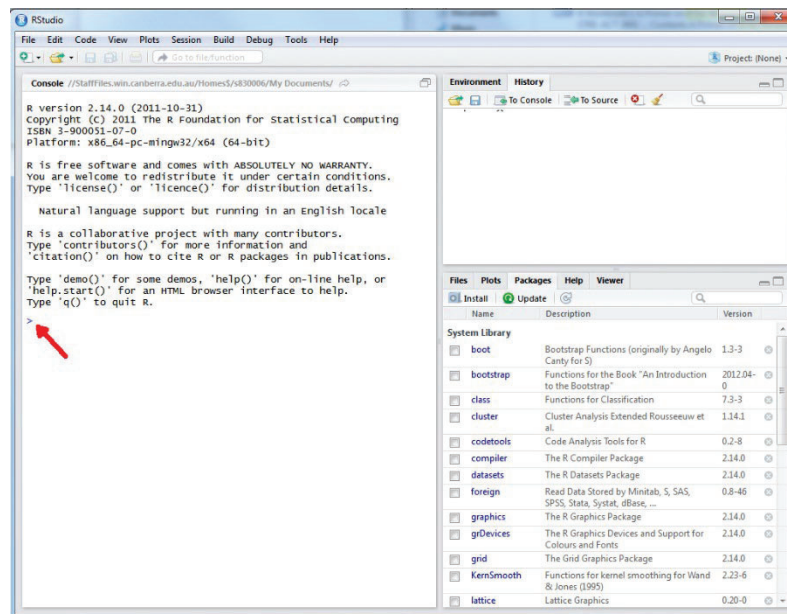 RStudio
File Edit Code View Plots Session Build Debug Tools Help
Go to file/function
Project: (None)
Console //StaffFiles.win.canberra.edu.au/Homes$/s830006/My Documents/
R version 2.14.0 (2011-10-31)
Copyright (C) 2011 The R Foundation for Statistical Computing
ISBN 3-900051-07-0
Platform: x86_64-pc-mingw32/x64 (64-bit)
R is free software and comes with ABSOLUTELY NO WARRANTY.
You are welcome to redistribute it under certain conditions.
Type 'license()' or 'licence()' for distribution details.
Natural language support but running in an English locale
R is a collaborative project with many contributors.
Type 'contributors()' for more information and
'citation()' on how to cite R or R packages in publications.
Type 'demo()' for some demos, 'help()' for on-line help, or
'help.start()' for an HTML browser interface to help.
Type 'q()' to quit R.
>
Environment History
To Console To Source
Files Plots Packages Help Viewer
Install Update
Name Description Version
System Library
boot Bootstrap Functions (originally by Angelo 1.3-3
Canty for S)
bootstrap Functions for the Book "An Introduction 2012.04-
to the Bootstrap" 0
class Functions for Classification 7.3-3
cluster Cluster Analysis Extended Rousseeuw et 1.14.1
al.
codetools Code Analysis Tools for R 0.2-8
compiler The R Compiler Package 2.14.0
datasets The R Datasets Package 2.14.0
foreign Read Data Stored by Minitab, S, SAS, 0.8-46
SPSS, Stata, Systat, dBase, ...
graphics The R Graphics Package 2.14.0
grDevices The R Graphics Devices and Support for 2.14.0
Colours and Fonts
grid The Grid Graphics Package 2.14.0
KernSmooth Functions for kernel smoothing for Wand 2.23-6
& Jones (1995)
lattice Lattice Graphics 0.20-0